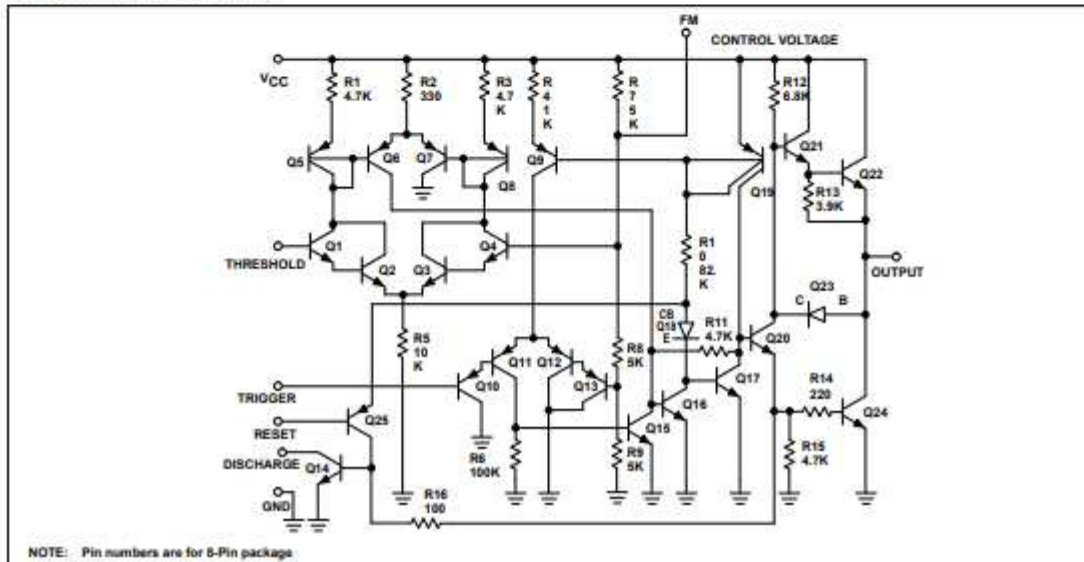 FM
CONTROL VOLTAGE
VCC
R1
4.7K
R2
330
R3
4.7
K
R
4
1
K
R
7
5
K
R12
6.8K
Q5
Q6
Q7
Q8
Q9
Q19
Q21
Q22
R13
3.9K
THRESHOLD
Q1
Q2
Q3
Q4
R1
0
82.
K
OUTPUT
Q23
C
B
R5
10
K
CB
Q18
E
R11
4.7K
Q20
R8
5K
Q11
Q12
Q10
Q13
Q17
TRIGGER
Q25
Q16
R14
220
Q24
RESET
Q15
DISCHARGE
Q14
R6
100K
R9
5K
R15
4.7K
GND
R16
100
NOTE: Pin numbers are for 8-Pin package